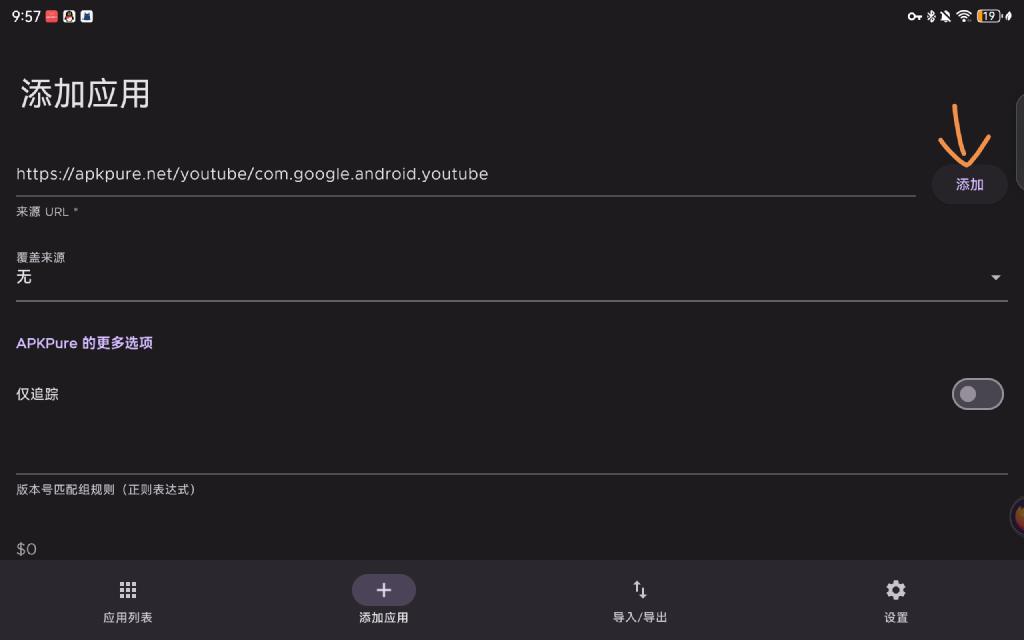 9:57
19
添加应用
https://apkpure.net/youtube/com.google.android.youtube
添加
来源 URL *
覆盖来源
无
APKPure 的更多选项
仅追踪
版本号匹配组规则（正则表达式）
$0
应用列表
添加应用
导入/导出
设置